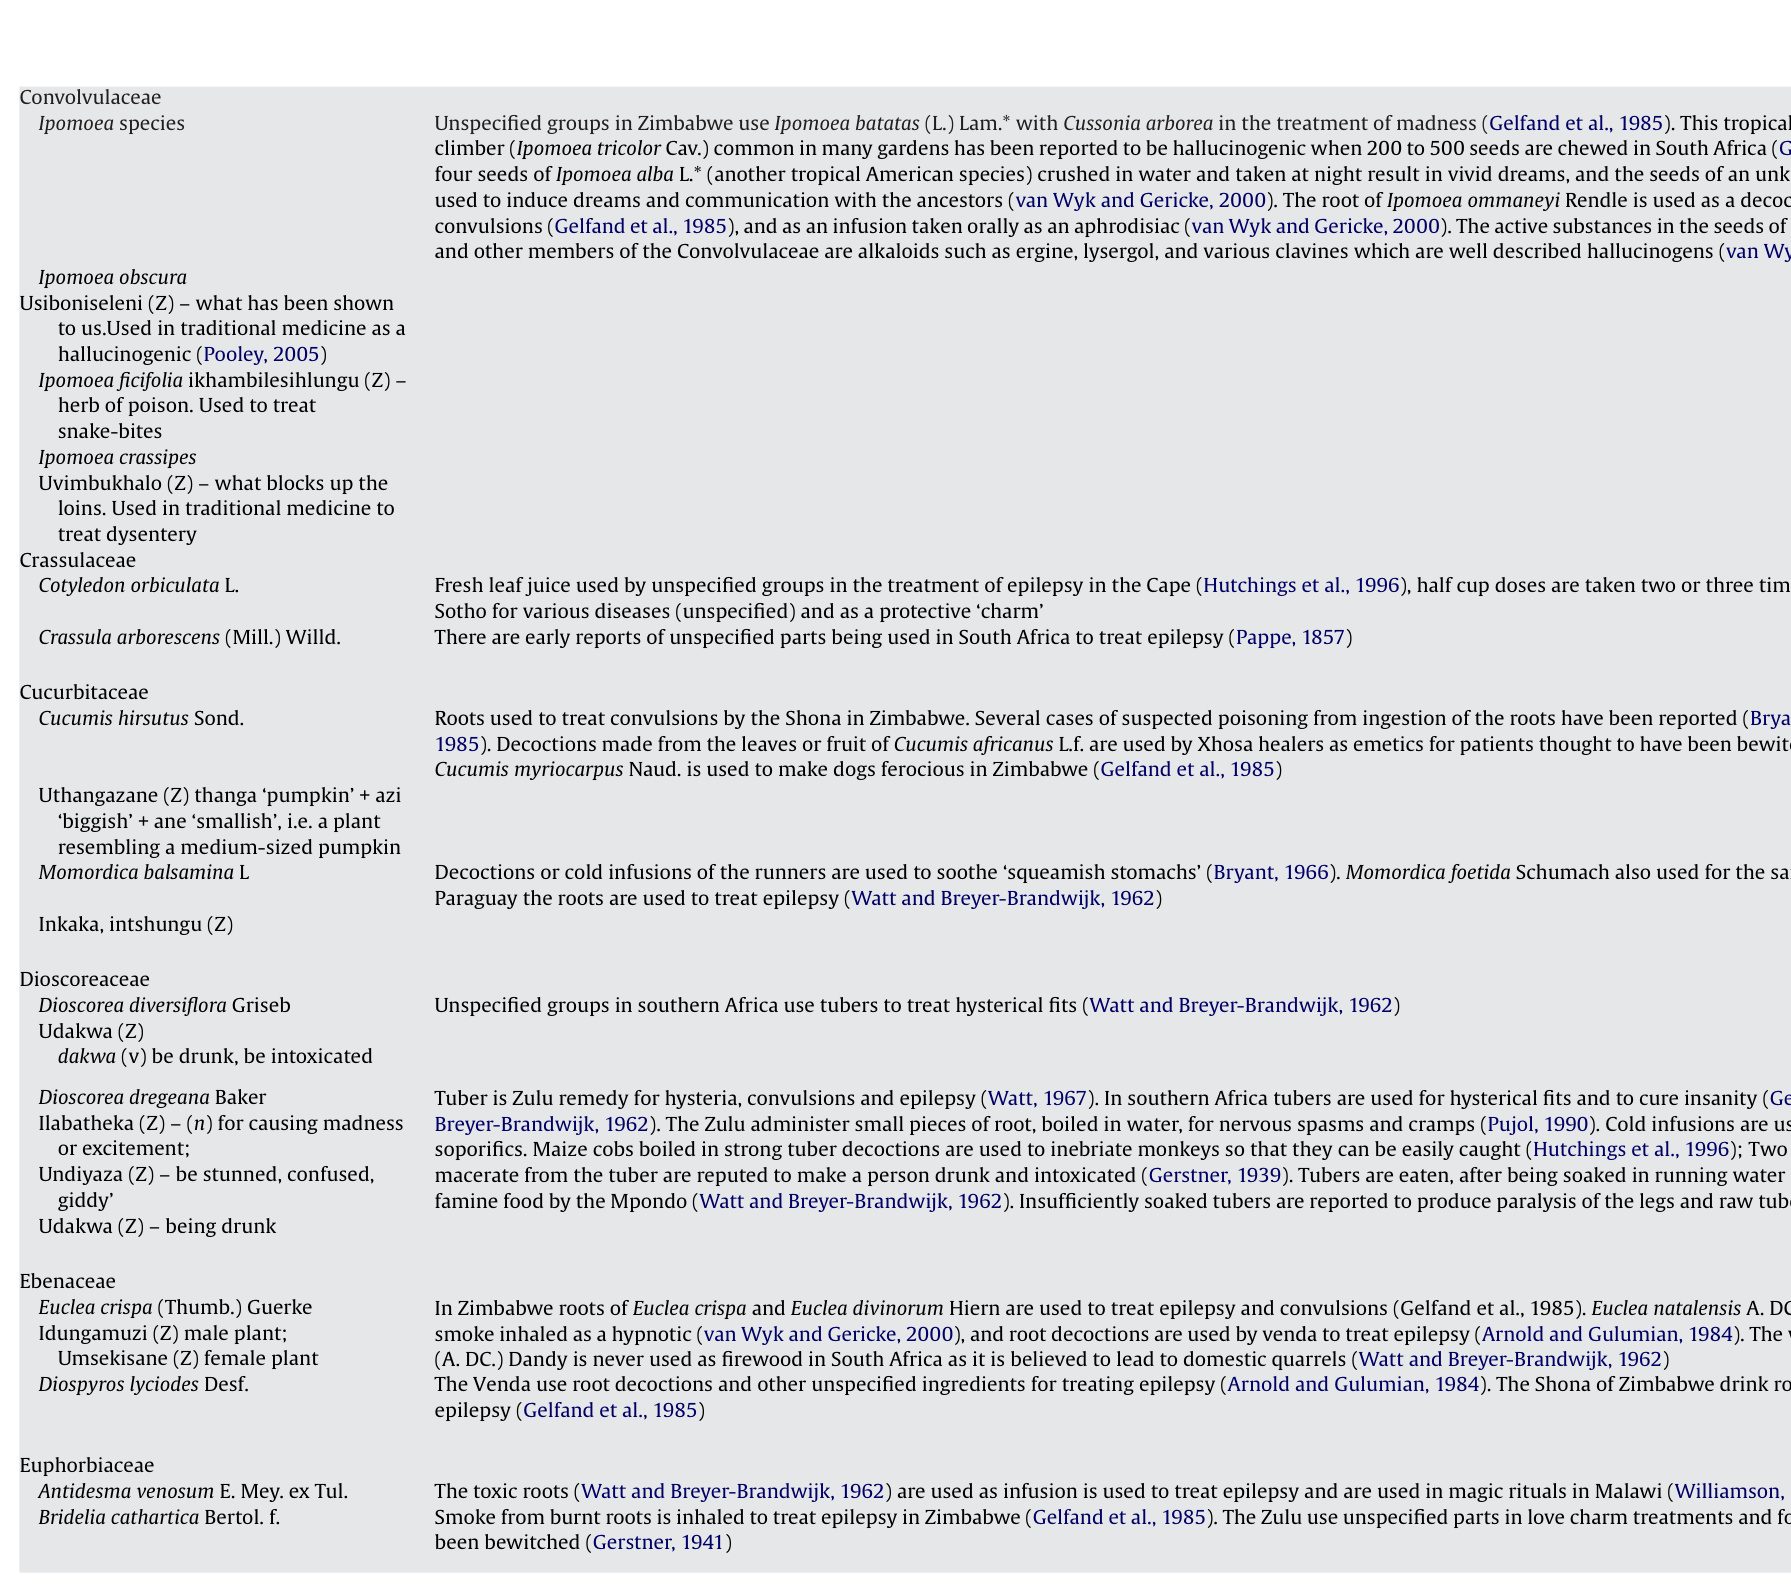 Convolvulaceae
Ipomoea species
Unspecified groups in Zimbabwe use Ipomoea batatas (L.) Lam.* with Cussonia arborea in the treatment of madness (Gelfand et al., 1985). This tropical
climber (Ipomoea tricolor Cav.) common in many gardens has been reported to be hallucinogenic when 200 to 500 seeds are chewed in South Africa (G
four seeds of Ipomoea alba L.* (another tropical American species) crushed in water and taken at night result in vivid dreams, and the seeds of an unk
used to induce dreams and communication with the ancestors (van Wyk and Gericke, 2000). The root of Ipomoea ommaneyi Rendle is used as a decoc
convulsions (Gelfand et al., 1985), and as an infusion taken orally as an aphrodisiac (van Wyk and Gericke, 2000). The active substances in the seeds of
and other members of the Convolvulaceae are alkaloids such as ergine, lysergol, and various clavines which are well described hallucinogens (van Wy
Ipomoea obscura
Usiboniseleni (Z) – what has been shown
to us.Used in traditional medicine as a
hallucinogenic (Pooley, 2005)
Ipomoea ficifolia ikhambilesihlungu (Z) –
herb of poison. Used to treat
snake-bites
Ipomoea crassipes
Uvimbukhalo (Z) – what blocks up the
loins. Used in traditional medicine to
treat dysentery
Crassulaceae
Cotyledon orbiculata L.
Fresh leaf juice used by unspecified groups in the treatment of epilepsy in the Cape (Hutchings et al., 1996), half cup doses are taken two or three tim
Sotho for various diseases (unspecified) and as a protective ‘charm’
Crassula arborescens (Mill.) Willd.
There are early reports of unspecified parts being used in South Africa to treat epilepsy (Pappe, 1857)
Cucurbitaceae
Cucumis hirsutus Sond.
Roots used to treat convulsions by the Shona in Zimbabwe. Several cases of suspected poisoning from ingestion of the roots have been reported (Brya
1985). Decoctions made from the leaves or fruit of Cucumis africanus L.f. are used by Xhosa healers as emetics for patients thought to have been bewitc
Cucumis myriocarpus Naud. is used to make dogs ferocious in Zimbabwe (Gelfand et al., 1985)
Uthangazane (Z) thanga ‘pumpkin’ + azi
‘biggish’ + ane ‘smallish’, i.e. a plant
resembling a medium-sized pumpkin
Momordica balsamina L
Decoctions or cold infusions of the runners are used to soothe ‘squeamish stomachs’ (Bryant, 1966). Momordica foetida Schumach also used for the sa
Paraguay the roots are used to treat epilepsy (Watt and Breyer-Brandwijk, 1962)
Inkaka, intshungu (Z)
Dioscoreaceae
Dioscorea diversiflora Griseb
Unspecified groups in southern Africa use tubers to treat hysterical fits (Watt and Breyer-Brandwijk, 1962)
Udakwa (Z)
dakwa (v) be drunk, be intoxicated
Dioscorea dregeana Baker
Tuber is Zulu remedy for hysteria, convulsions and epilepsy (Watt, 1967). In southern Africa tubers are used for hysterical fits and to cure insanity (Ge
Ilabatheka (Z) – (n) for causing madness
Breyer-Brandwijk, 1962). The Zulu administer small pieces of root, boiled in water, for nervous spasms and cramps (Pujol, 1990). Cold infusions are us
or excitement;
soporifics. Maize cobs boiled in strong tuber decoctions are used to inebriate monkeys so that they can be easily caught (Hutchings et al., 1996); Two
Undiyaza (Z) – be stunned, confused,
macerate from the tuber are reputed to make a person drunk and intoxicated (Gerstner, 1939). Tubers are eaten, after being soaked in running water
giddy’
famine food by the Mpondo (Watt and Breyer-Brandwijk, 1962). Insufficiently soaked tubers are reported to produce paralysis of the legs and raw tub
Udakwa (Z) – being drunk
Ebenaceae
Euclea crispa (Thumb.) Guerke
In Zimbabwe roots of Euclea crispa and Euclea divinorum Hiern are used to treat epilepsy and convulsions (Gelfand et al., 1985). Euclea natalensis A. DC
Idungamuzi (Z) male plant;
smoke inhaled as a hypnotic (van Wyk and Gericke, 2000), and root decoctions are used by venda to treat epilepsy (Arnold and Gulumian, 1984). The
Umsekisane (Z) female plant
(A. DC.) Dandy is never used as firewood in South Africa as it is believed to lead to domestic quarrels (Watt and Breyer-Brandwijk, 1962)
Diospyros lyciodes Desf.
The Venda use root decoctions and other unspecified ingredients for treating epilepsy (Arnold and Gulumian, 1984). The Shona of Zimbabwe drink ro
epilepsy (Gelfand et al., 1985)
Euphorbiaceae
Antidesma venosum E. Mey. ex Tul.
The toxic roots (Watt and Breyer-Brandwijk, 1962) are used as infusion is used to treat epilepsy and are used in magic rituals in Malawi (Williamson,
Bridelia cathartica Bertol. f.
Smoke from burnt roots is inhaled to treat epilepsy in Zimbabwe (Gelfand et al., 1985). The Zulu use unspecified parts in love charm treatments and fo
been bewitched (Gerstner, 1941)